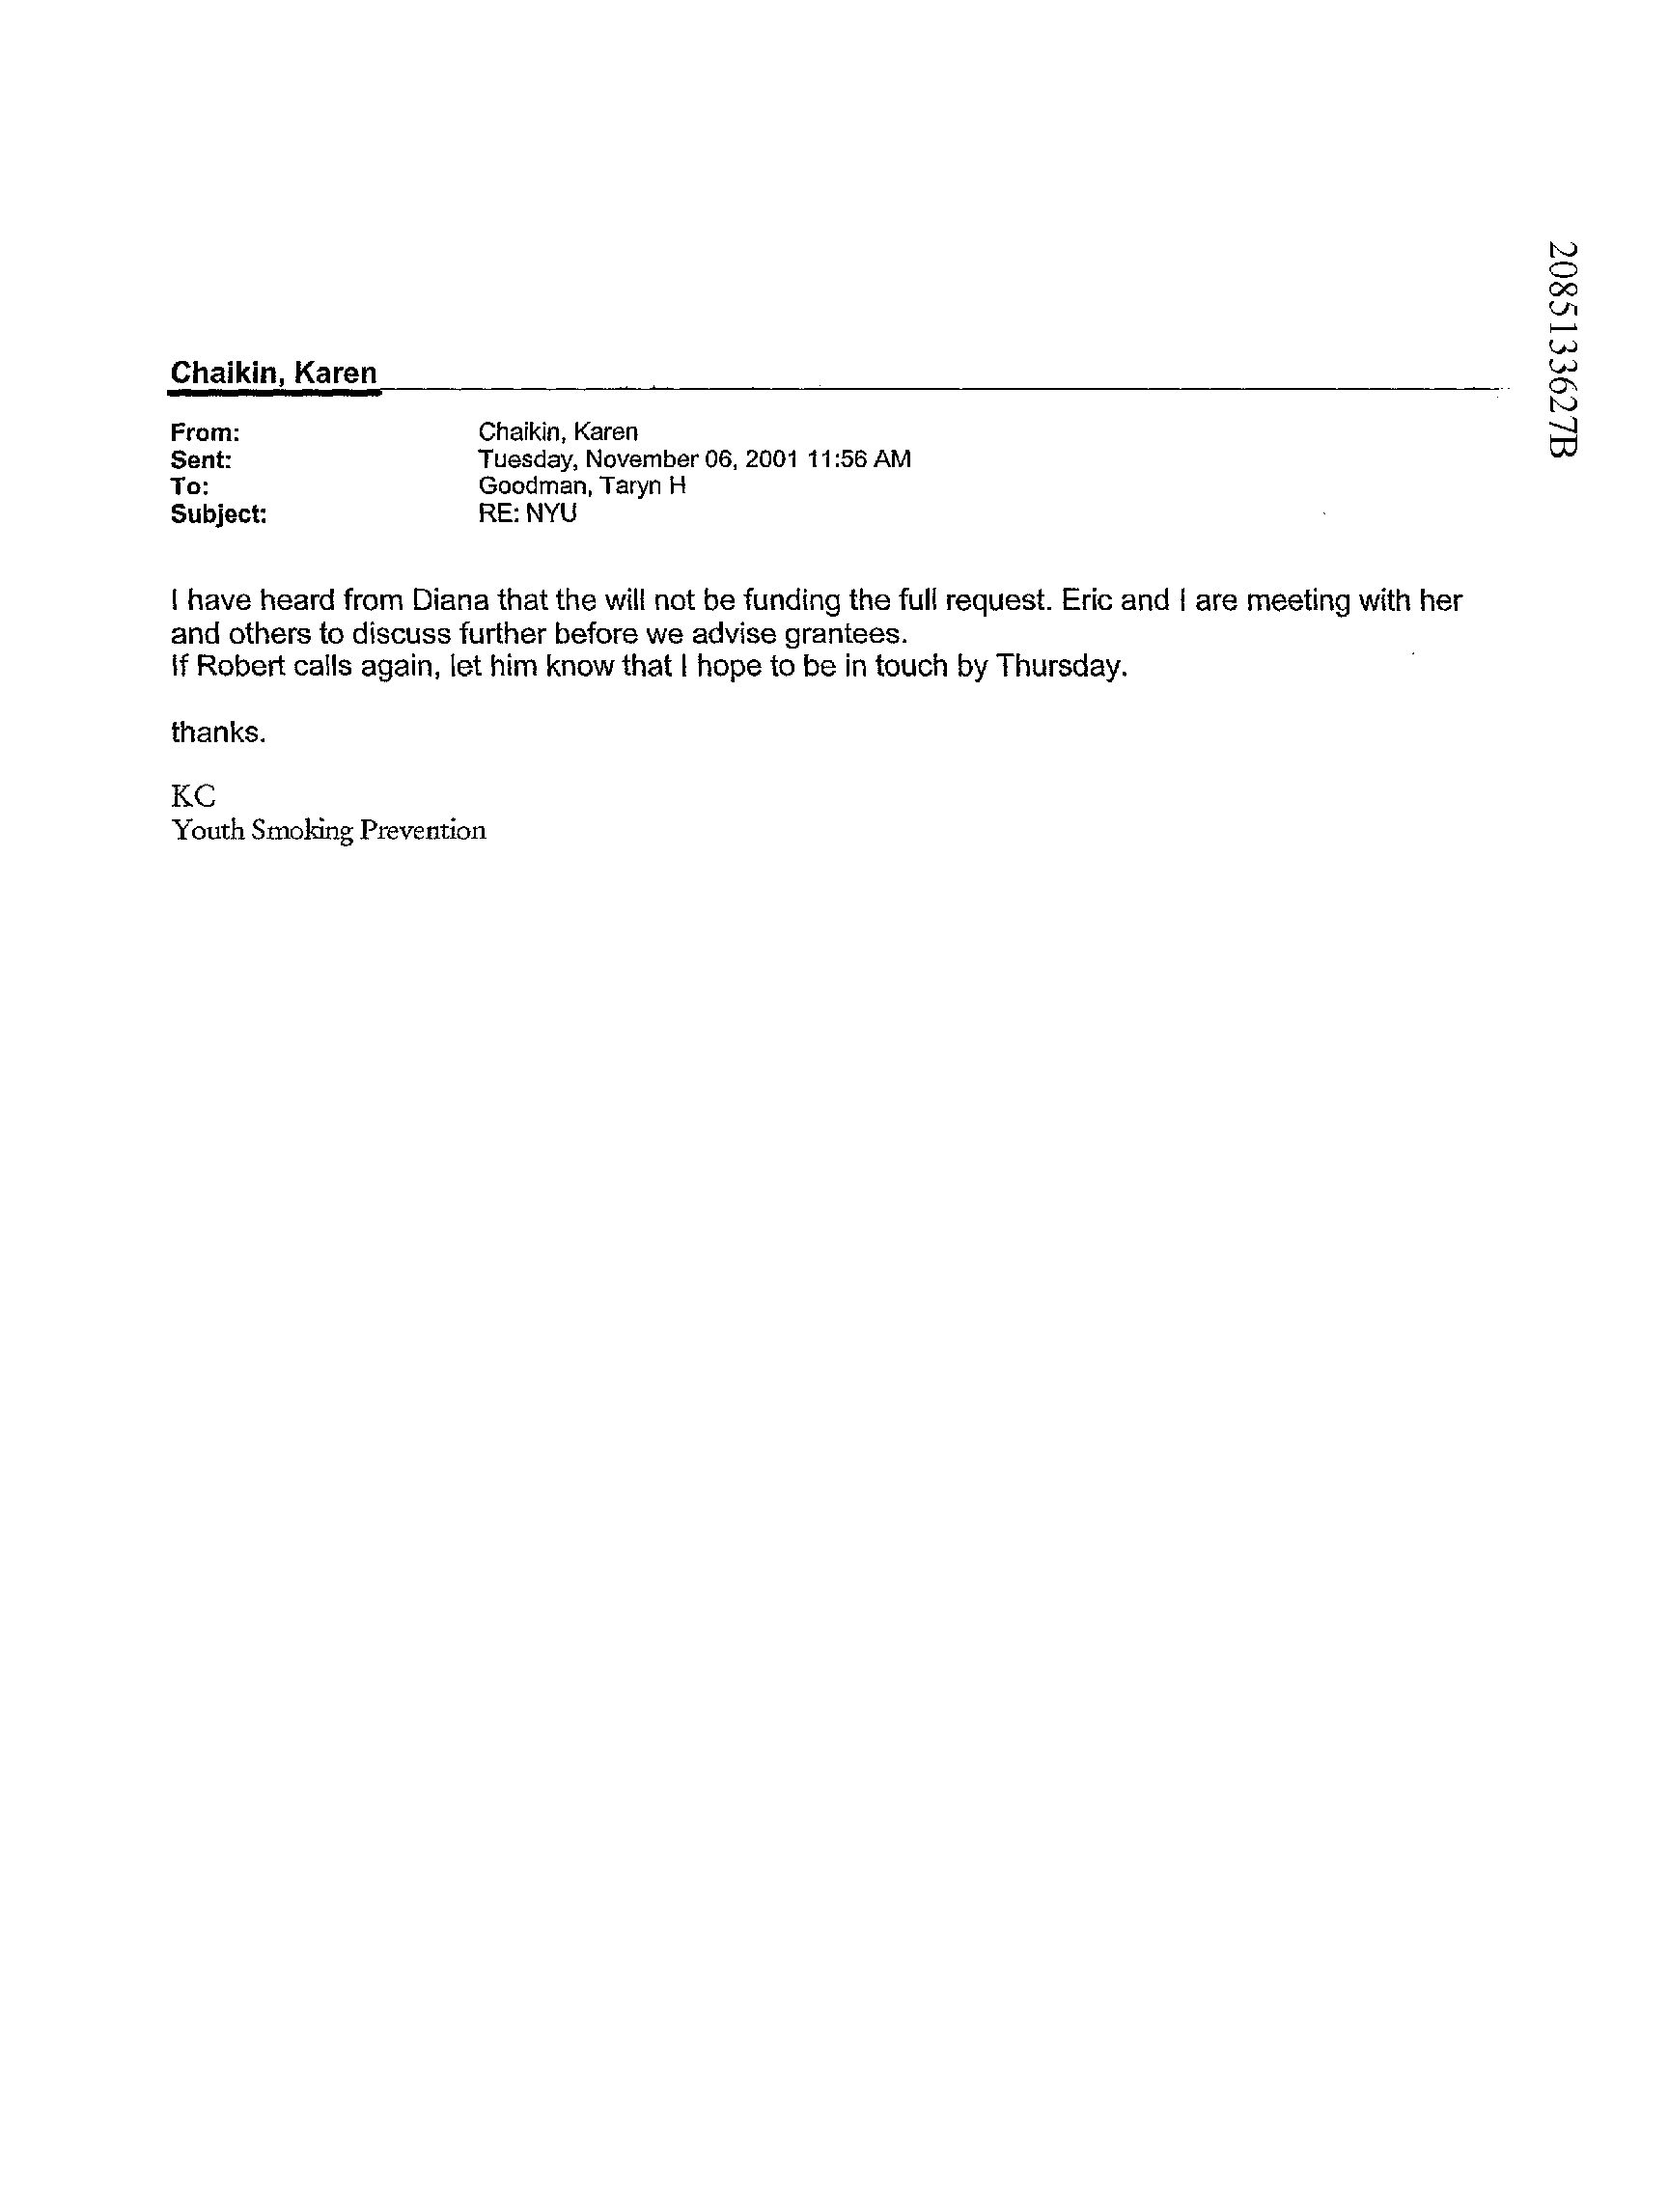 2085133627B
Chaikin, Karen
From: Chaikin, Karen
Sent: Tuesday, November 06, 2001 11:56 AM
To: Goodman, Taryn H
Subject: RE: NYU
I have heard from Diana that the will not be funding the full request. Eric and I are meeting with her
and others to discuss further before we advise grantees.
If Robert calls again, let him know that I hope to be in touch by Thursday.
thanks.
KC
Youth Smoking Prevention